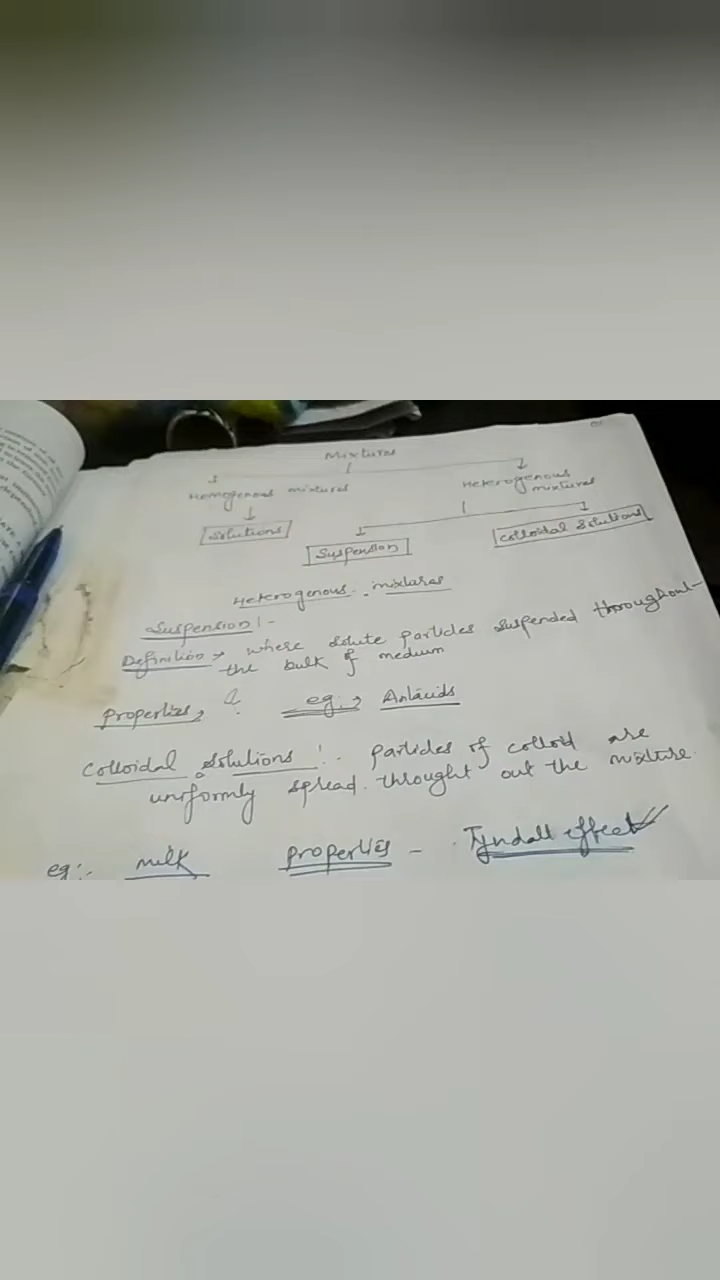 Mixtures
Homogenous mixtures
Heterogenous mixtures
Solutions
Suspension
Colloidal Solutions
Heterogenous mixtures
Suspension:-
Definition → where solute particles suspended throughout
the bulk of medium
Properties, eg:→ Antacids
Colloidal solutions:- particles of colloid are
uniformly spread throught out the mixture.
eg:- milk properties - Tyndall effect